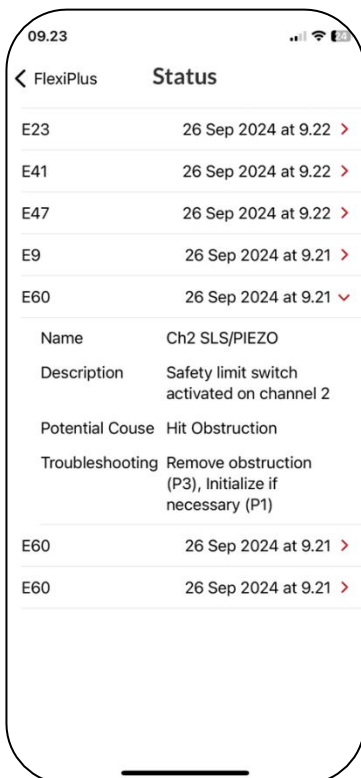 09.23 24
FlexiPlus Status
E23 26 Sep 2024 at 9.22
E41 26 Sep 2024 at 9.22
E47 26 Sep 2024 at 9.22
E9 26 Sep 2024 at 9.21
E60 26 Sep 2024 at 9.21
Name Ch2 SLS/PIEZO
Description Safety limit switch
activated on channel 2
Potential Couse Hit Obstruction
Troubleshooting Remove obstruction
(P3), Initialize if
necessary (P1)
E60 26 Sep 2024 at 9.21
E60 26 Sep 2024 at 9.21